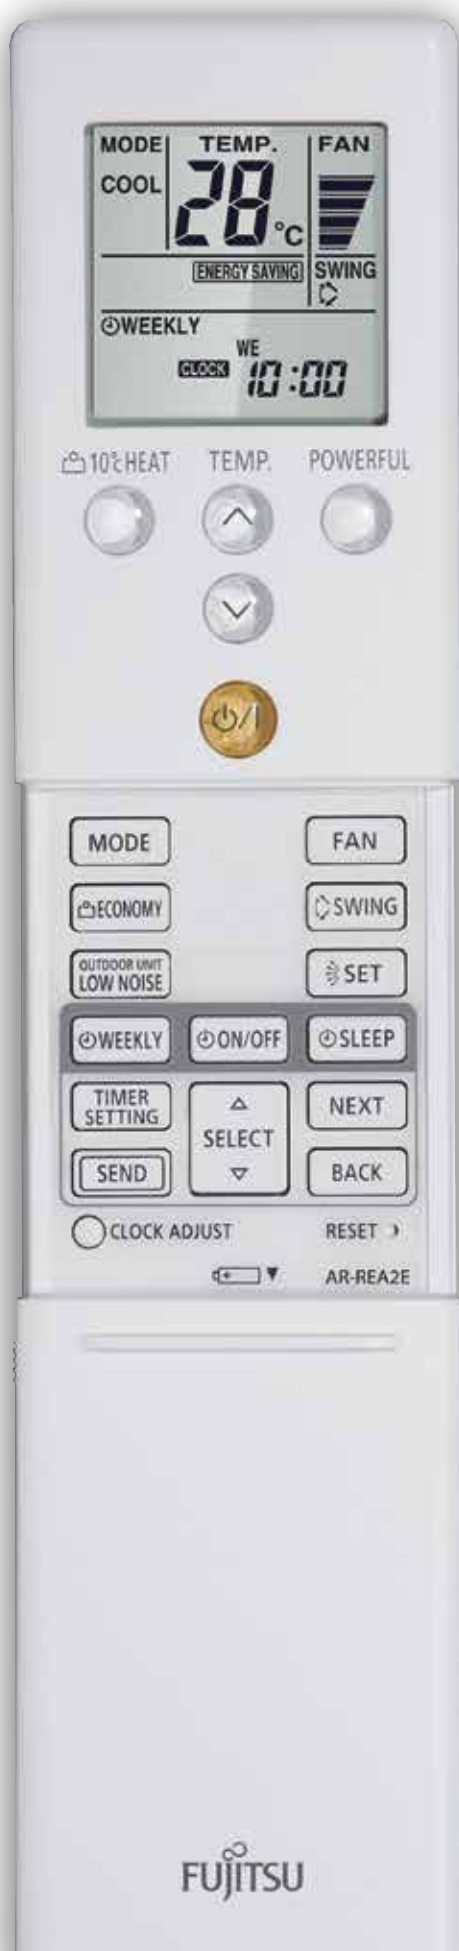 MODE TEMP. FAN
COOL 28 °C
ENERGY SAVING SWING
WEEKLY
WE
CLOCK 10:00
10°C HEAT TEMP. POWERFUL
MODE FAN
ECONOMY SWING
OUTDOOR UNIT
LOW NOISE SET
WEEKLY ON/OFF SLEEP
TIMER
SETTING SELECT NEXT
SEND BACK
CLOCK ADJUST RESET
AR-REA2E
FUJITSU